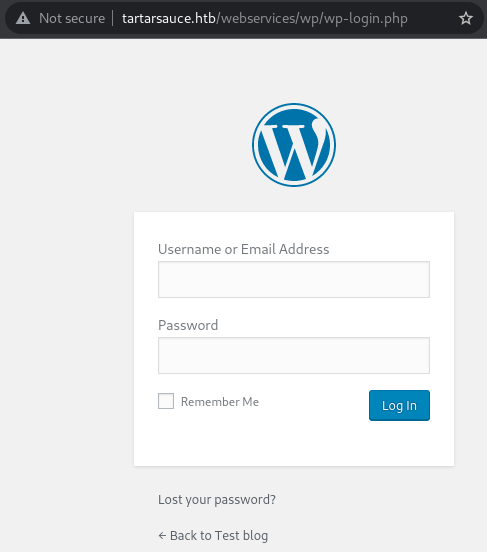 Not secure | tartarsauce.htb/webservices/wp/wp-login.php
Username or Email Address
Password
Remember Me
Log In
Lost your password?
← Back to Test blog